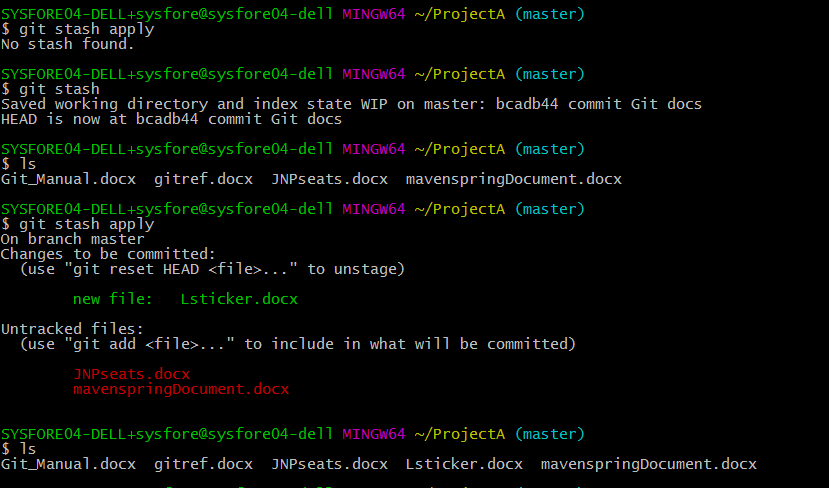 SYSFORE04-DELL+sysfore@sysfore04-dell MINGW64 ~/ProjectA (master)
$ git stash apply
No stash found.
SYSFORE04-DELL+sysfore@sysfore04-dell MINGW64 ~/ProjectA (master)
$ git stash
Saved working directory and index state WIP on master: bcadb44 commit Git docs
HEAD is now at bcadb44 commit Git docs
SYSFORE04-DELL+sysfore@sysfore04-dell MINGW64 ~/ProjectA (master)
$ ls
Git_Manual.docx  gitref.docx  JNPseats.docx  mavenspringDocument.docx
SYSFORE04-DELL+sysfore@sysfore04-dell MINGW64 ~/ProjectA (master)
$ git stash apply
On branch master
Changes to be committed:
  (use "git reset HEAD <file>..." to unstage)
        new file:   Lsticker.docx
Untracked files:
  (use "git add <file>..." to include in what will be committed)
        JNPseats.docx
        mavenspringDocument.docx
SYSFORE04-DELL+sysfore@sysfore04-dell MINGW64 ~/ProjectA (master)
$ ls
Git_Manual.docx  gitref.docx  JNPseats.docx  Lsticker.docx  mavenspringDocument.docx